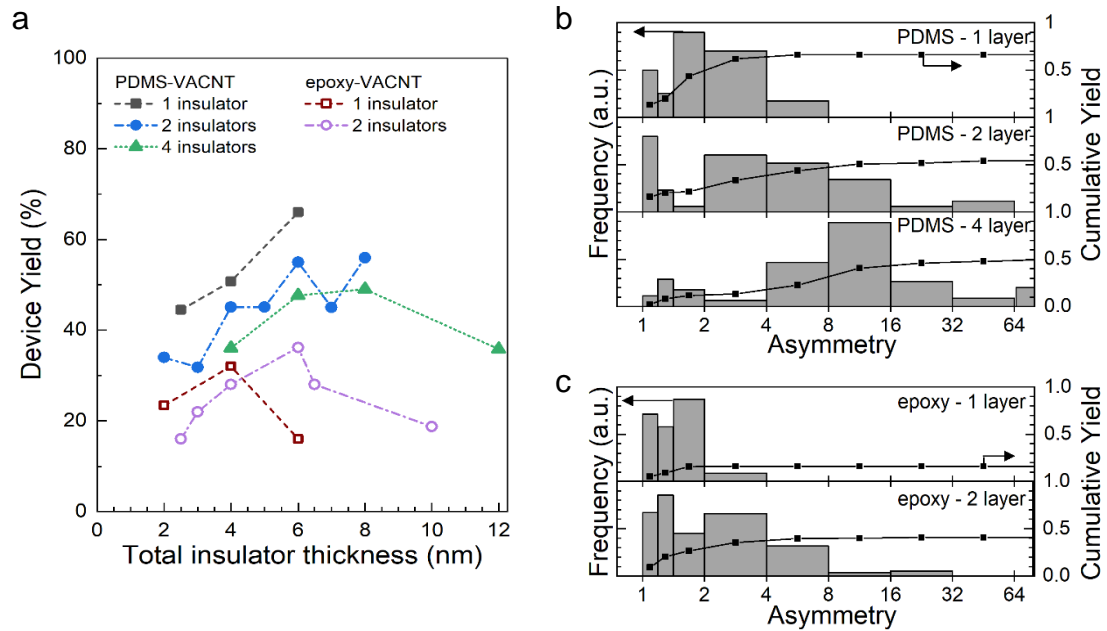 a
Device Yield (%)
100
80
60
40
20
0
PDMS-VACNT
1 insulator
2 insulators
4 insulators
epoxy-VACNT
1 insulator
2 insulators
0 2 4 6 8 10 12
Total insulator thickness (nm)
b
Frequency (a.u.)
PDMS - 1 layer
PDMS - 2 layer
PDMS - 4 layer
1
0.5
1
0.5
1.0
0.5
0.0
Cumulative Yield
1 2 4 8 16 32 64
Asymmetry
c
Frequency (a.u.)
epoxy - 1 layer
epoxy - 2 layer
1.0
0.5
1.0
0.5
0.0
Cumulative Yield
1 2 4 8 16 32 64
Asymmetry